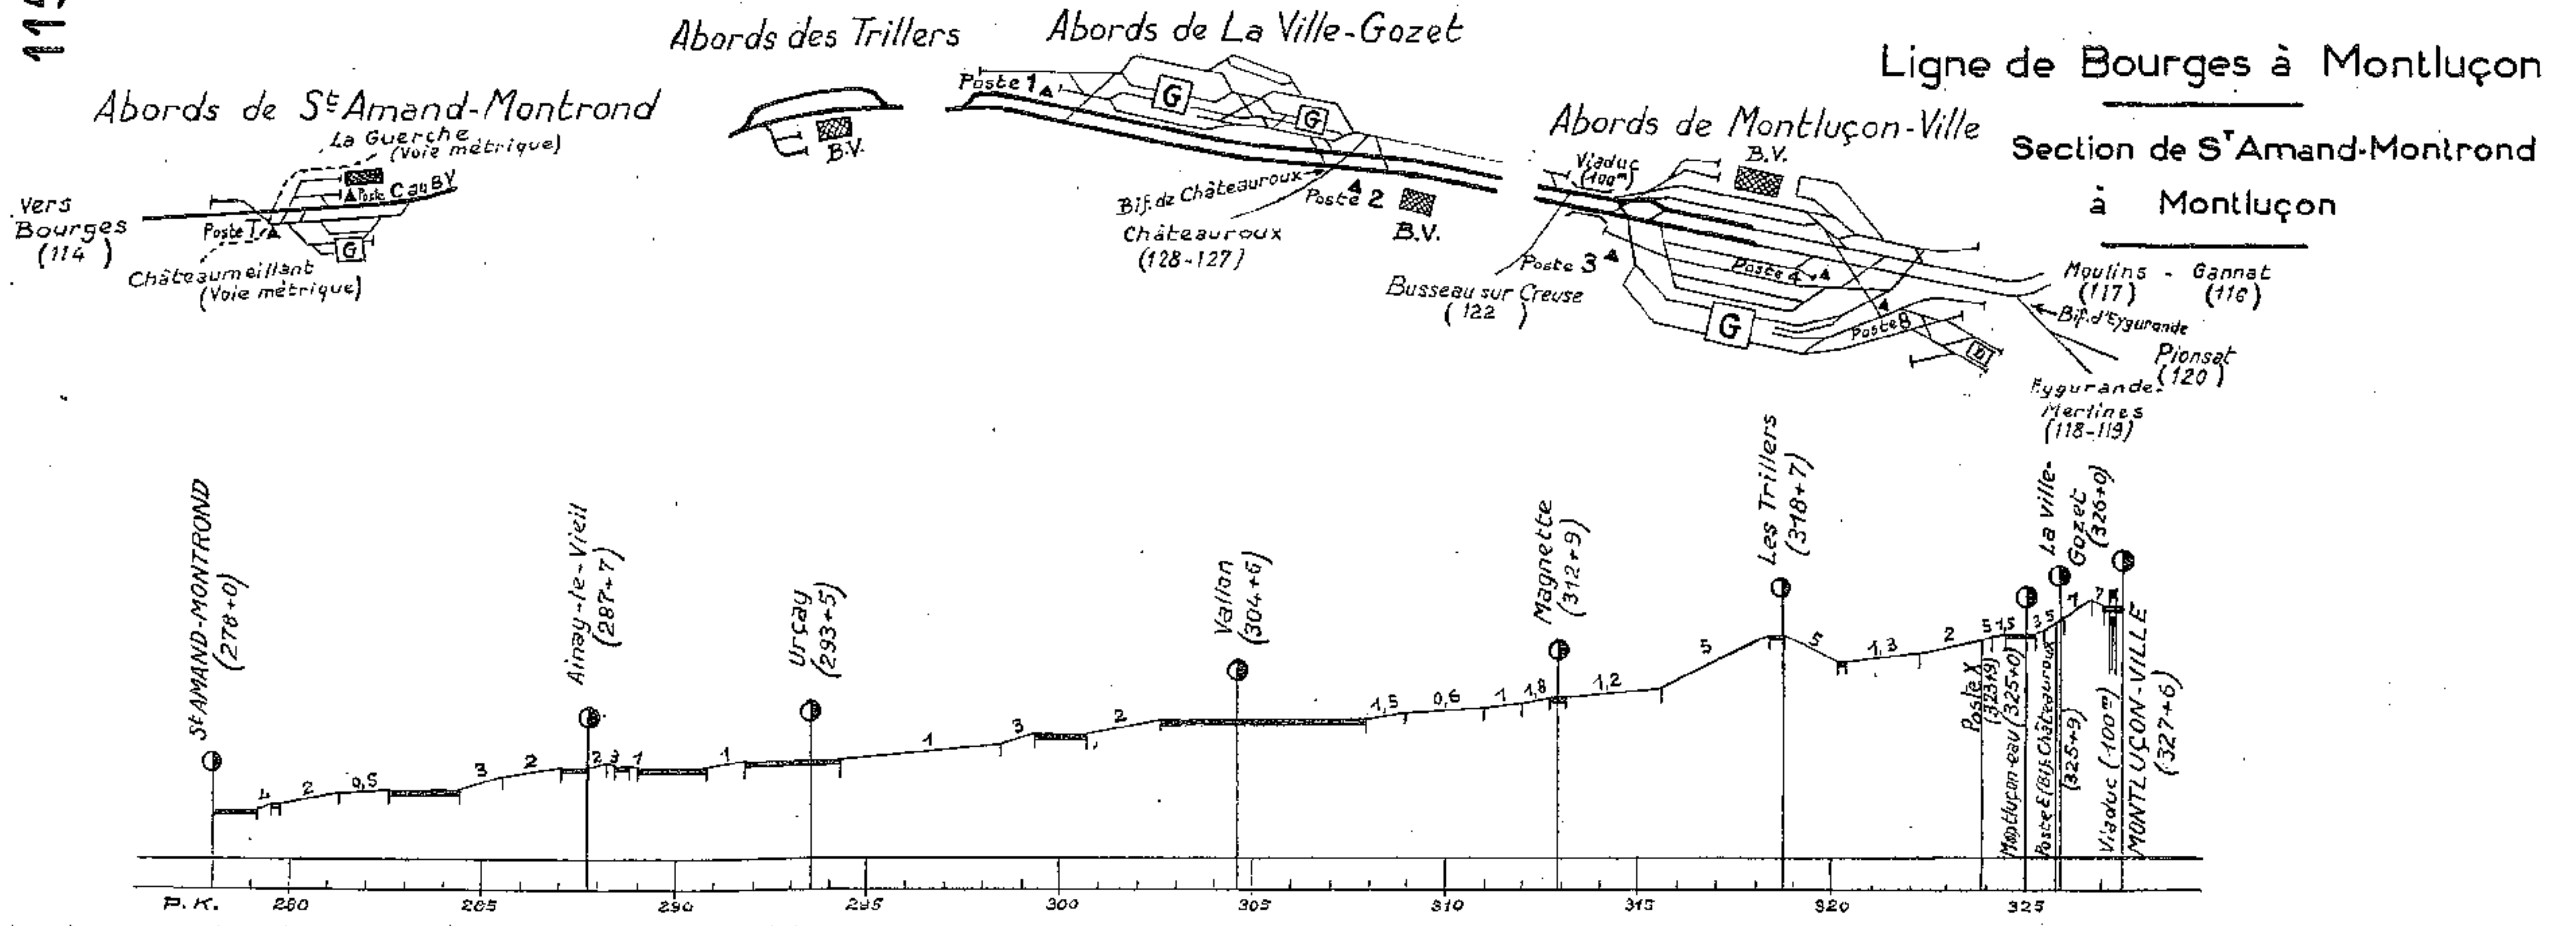 Ligne de Bourges à Montluçon
Section de S^T Amand-Montrond
à Montluçon
Abords de S^t Amand-Montrond
La Guerche
(Voie métrique)
Vers
Bourges
(114)
Poste C au BV
Poste 1
G
Châteaumeillant
(Voie métrique)
Abords des Trillers
B.V.
Abords de La Ville-Gozet
Poste 1
G
G
Bif. de Châteauroux
Poste 2
B.V.
Châteauroux
(128-127)
Abords de Montluçon-Ville
Viaduc
(100^m)
B.V.
Poste 3
Poste 4
Busseau sur Creuse
(122)
G
Poste 8
Moulins - Gannat
(117) (116)
Bif. d'Eygurande
Pionsat
(120)
Eygurande-
Merlines
(118-119)
S^t AMAND-MONTROND
(278+0)
Ainay-le-Vieil
(287+7)
Urçay
(293+5)
Vallon
(304+6)
Magnette
(312+9)
Les Trillers
(318+7)
Poste X
(323+9)
Montluçon-eau (325+0)
Poste E (Bif. Châteauroux)
(325+9)
La Ville-
Gozet
(326+0)
Viaduc (100^m)
MONTLUÇON-VILLE
(327+6)
4 2 0,5 3 2 2 3 1 1 1 3 2 1,5 0,6 1 1,8 1,2 5 5 1,3 2 5 1,5 3 5 7 7
P.K. 280 285 290 295 300 305 310 315 320 325